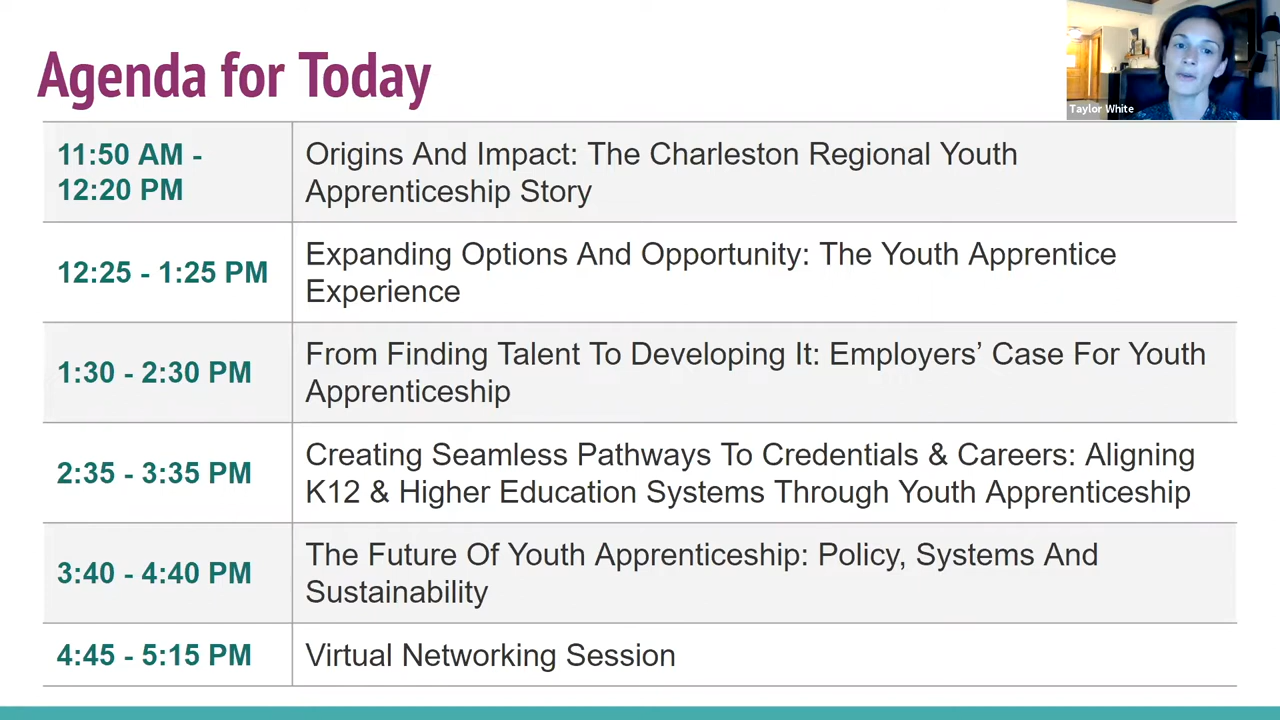 Agenda for Today
Taylor White
11:50 AM -
12:20 PM
Origins And Impact: The Charleston Regional Youth
Apprenticeship Story
12:25 - 1:25 PM
Expanding Options And Opportunity: The Youth Apprentice
Experience
1:30 - 2:30 PM
From Finding Talent To Developing It: Employers’ Case For Youth
Apprenticeship
2:35 - 3:35 PM
Creating Seamless Pathways To Credentials & Careers: Aligning
K12 & Higher Education Systems Through Youth Apprenticeship
3:40 - 4:40 PM
The Future Of Youth Apprenticeship: Policy, Systems And
Sustainability
4:45 - 5:15 PM
Virtual Networking Session